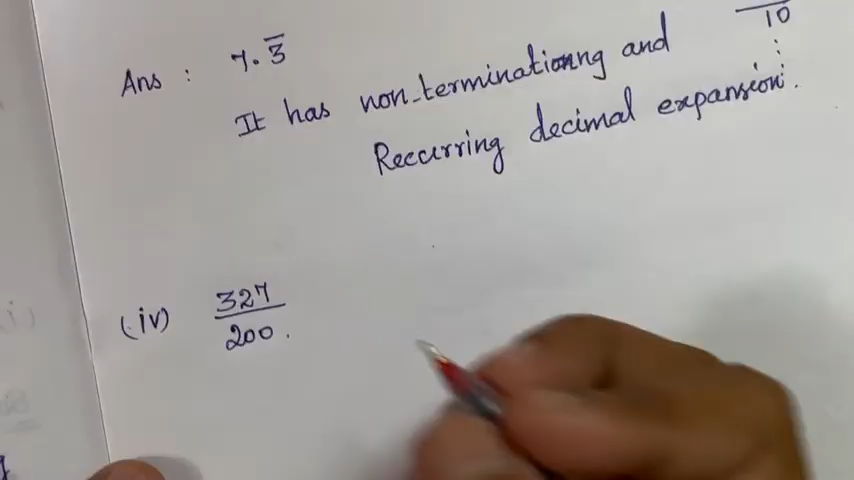 10
Ans : 7.3̅
It has non-terminationng and
Recurring decimal expansion.
(iv) 327
200.